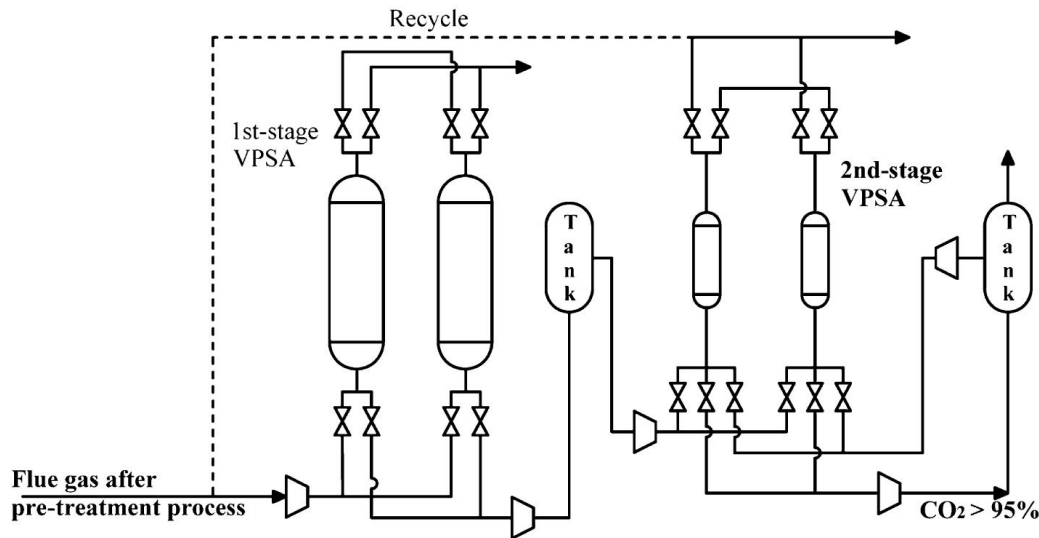 Recycle
1st-stage
VPSA
2nd-stage
VPSA
T
a
n
k
T
a
n
k
Flue gas after
pre-treatment process
CO2 > 95%